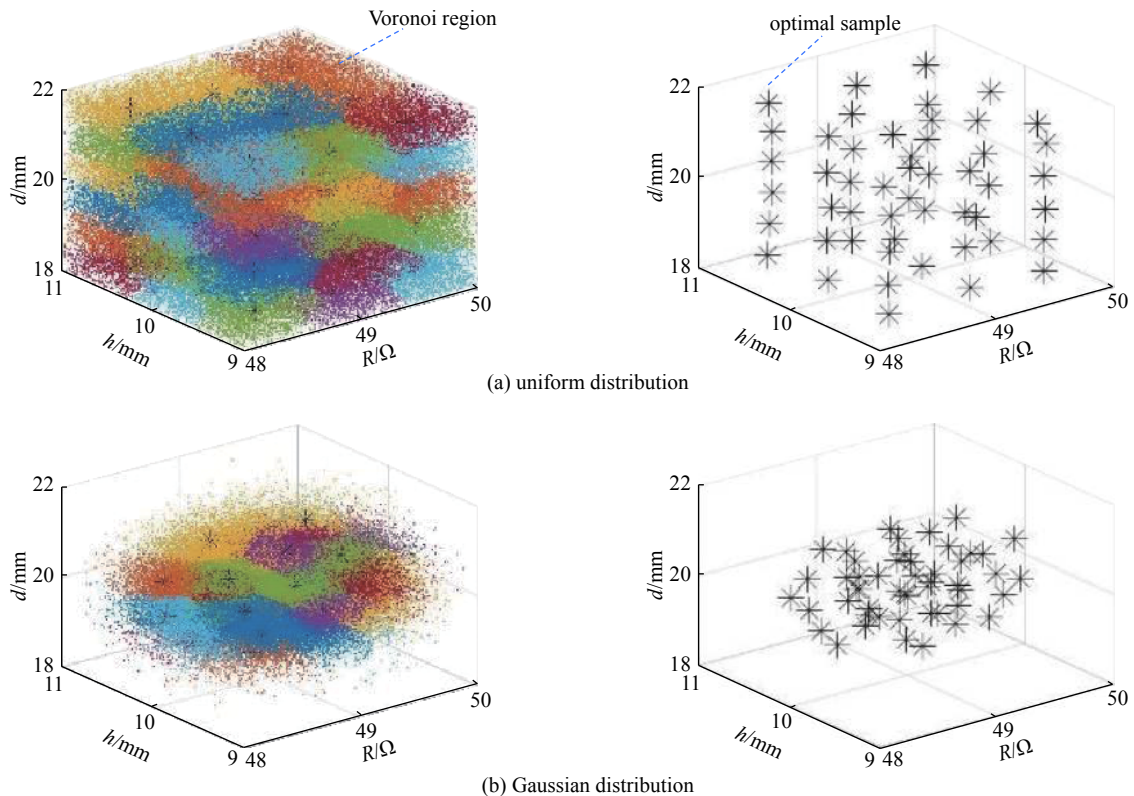 Voronoi region
optimal sample
22
20
18
d/mm
11
10
9
h/mm
48
49
50
R/Ω
22
20
18
d/mm
11
10
9
h/mm
48
49
50
R/Ω
(a) uniform distribution
22
20
18
d/mm
11
10
9
h/mm
48
49
50
R/Ω
22
20
18
d/mm
11
10
9
h/mm
48
49
50
R/Ω
(b) Gaussian distribution